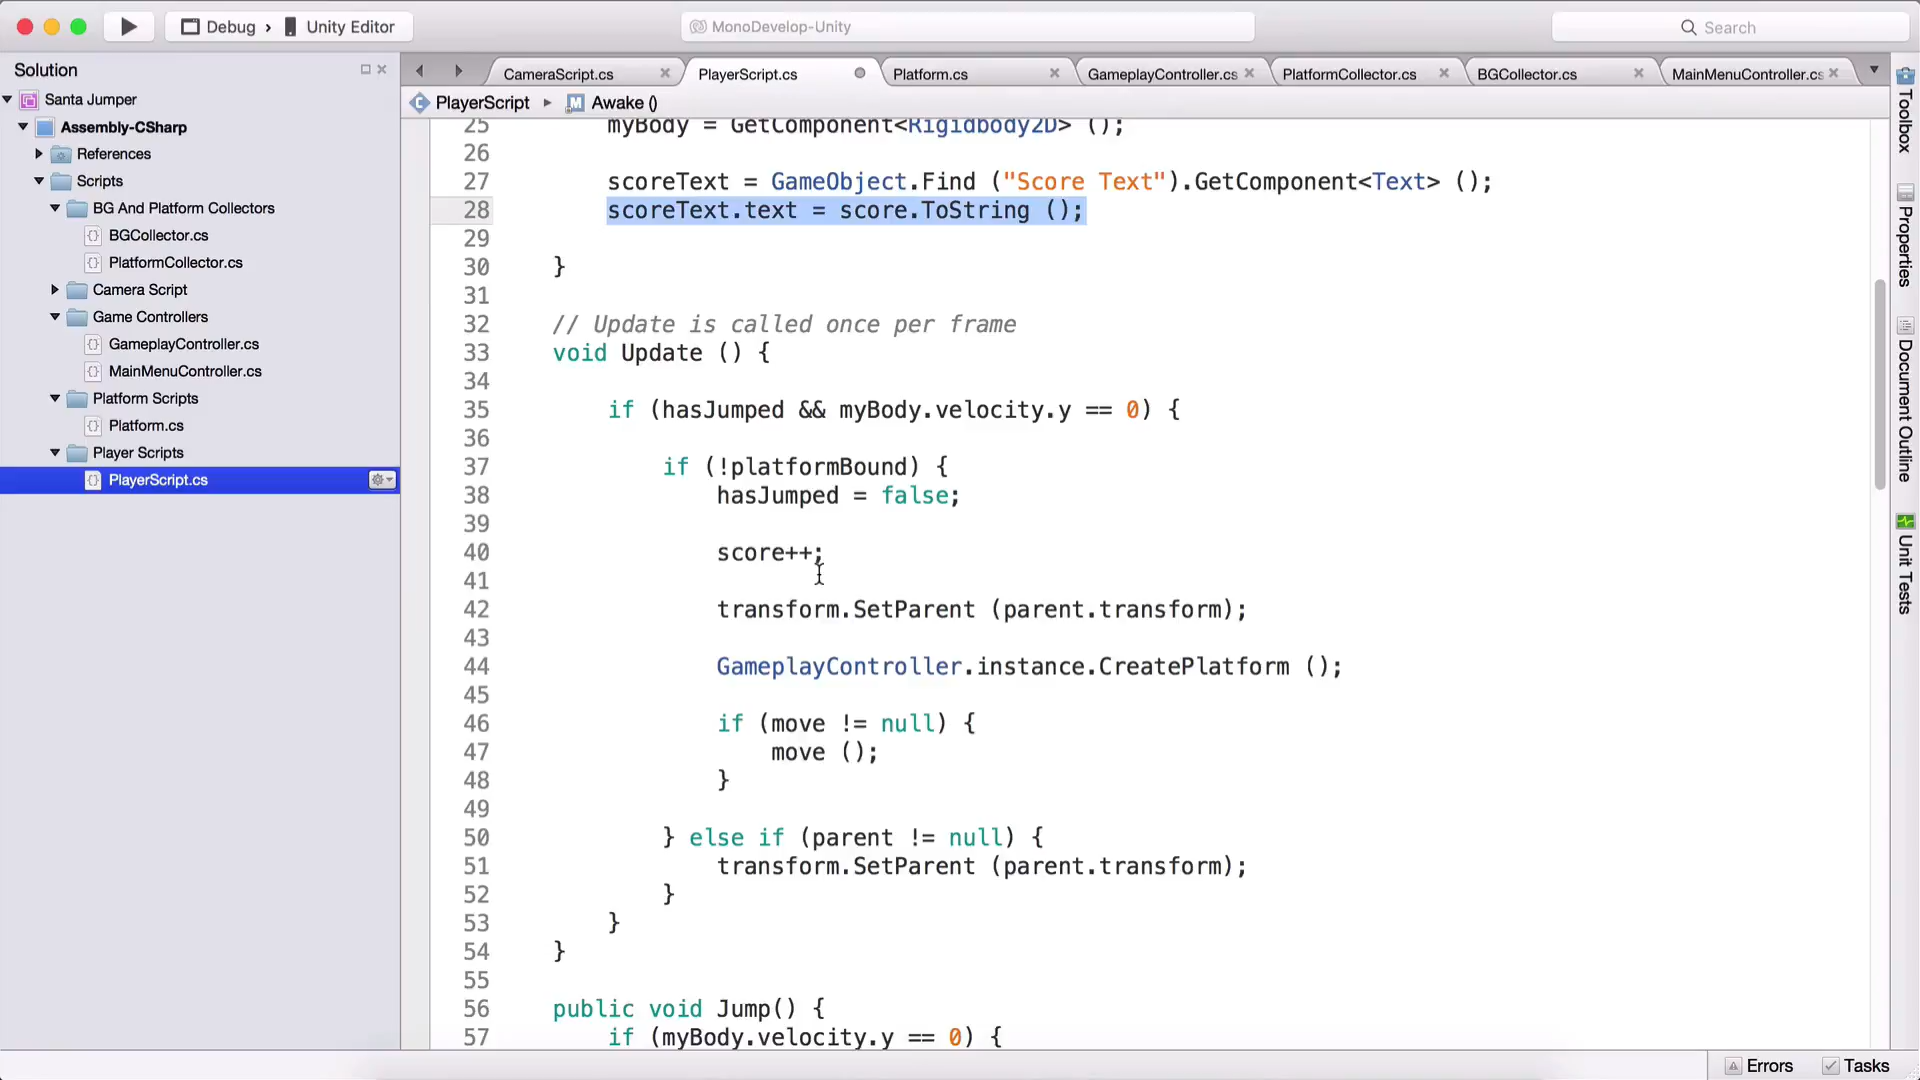 Debug › Unity Editor
MonoDevelop-Unity
Search
Solution
Santa Jumper
Assembly-CSharp
References
Scripts
BG And Platform Collectors
BGCollector.cs
PlatformCollector.cs
Camera Script
Game Controllers
GameplayController.cs
MainMenuController.cs
Platform Scripts
Platform.cs
Player Scripts
PlayerScript.cs
CameraScript.cs
PlayerScript.cs
Platform.cs
GameplayController.cs
PlatformCollector.cs
BGCollector.cs
MainMenuController.cs
PlayerScript ▸ M Awake ()
25 myBody = GetComponent<Rigidbody2D> ();
26
27 scoreText = GameObject.Find ("Score Text").GetComponent<Text> ();
28 scoreText.text = score.ToString ();
29
30 }
31
32 // Update is called once per frame
33 void Update () {
34
35 if (hasJumped && myBody.velocity.y == 0) {
36
37 if (!platformBound) {
38 hasJumped = false;
39
40 score++;
41
42 transform.SetParent (parent.transform);
43
44 GameplayController.instance.CreatePlatform ();
45
46 if (move != null) {
47 move ();
48 }
49
50 } else if (parent != null) {
51 transform.SetParent (parent.transform);
52 }
53 }
54 }
55
56 public void Jump() {
57 if (myBody.velocity.y == 0) {
Toolbox
Properties
Document Outline
Unit Tests
Errors
Tasks